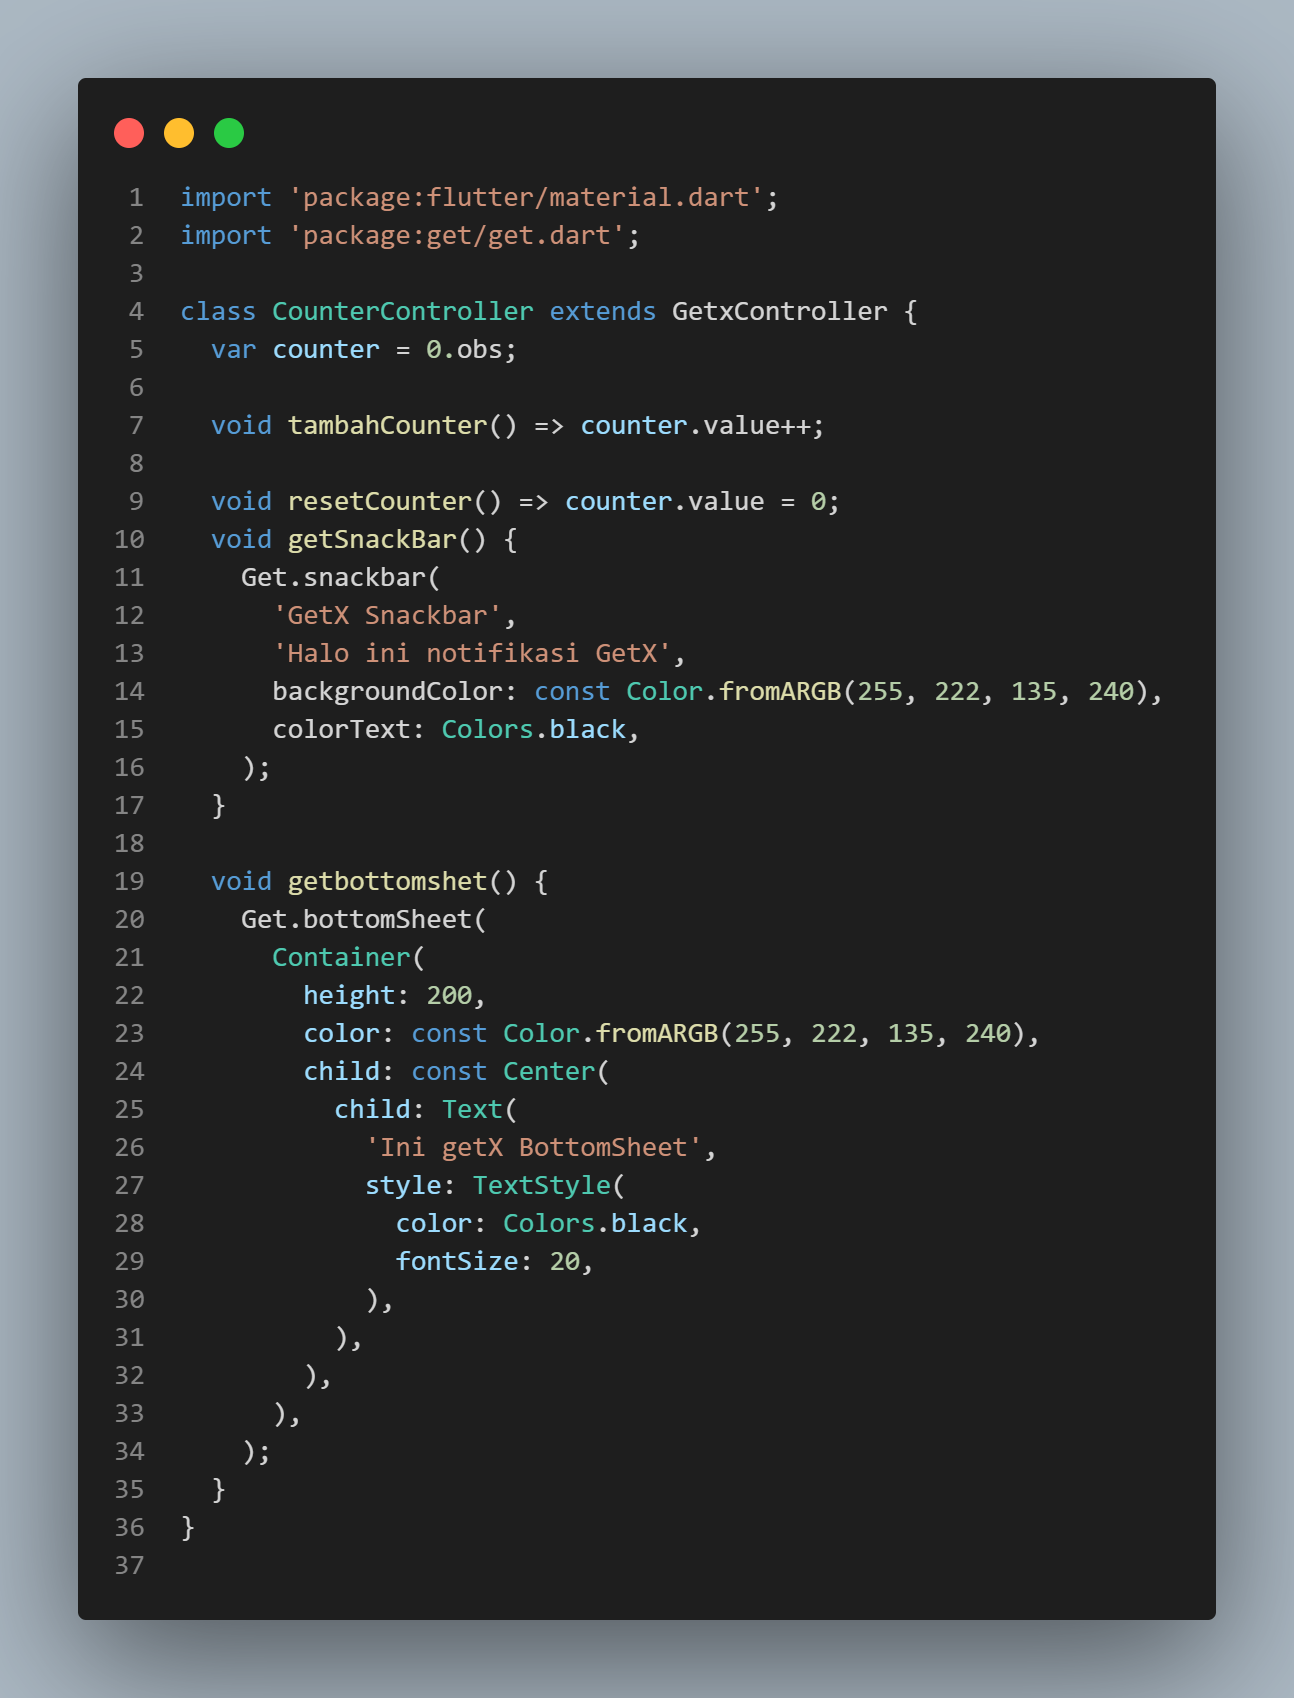 1 import 'package:flutter/material.dart';
2 import 'package:get/get.dart';
3
4 class CounterController extends GetxController {
5   var counter = 0.obs;
6
7   void tambahCounter() => counter.value++;
8
9   void resetCounter() => counter.value = 0;
10   void getSnackBar() {
11     Get.snackbar(
12       'GetX Snackbar',
13       'Halo ini notifikasi GetX',
14       backgroundColor: const Color.fromARGB(255, 222, 135, 240),
15       colorText: Colors.black,
16     );
17   }
18
19   void getbottomshet() {
20     Get.bottomSheet(
21       Container(
22         height: 200,
23         color: const Color.fromARGB(255, 222, 135, 240),
24         child: const Center(
25           child: Text(
26             'Ini getX BottomSheet',
27             style: TextStyle(
28               color: Colors.black,
29               fontSize: 20,
30             ),
31           ),
32         ),
33       ),
34     );
35   }
36 }
37